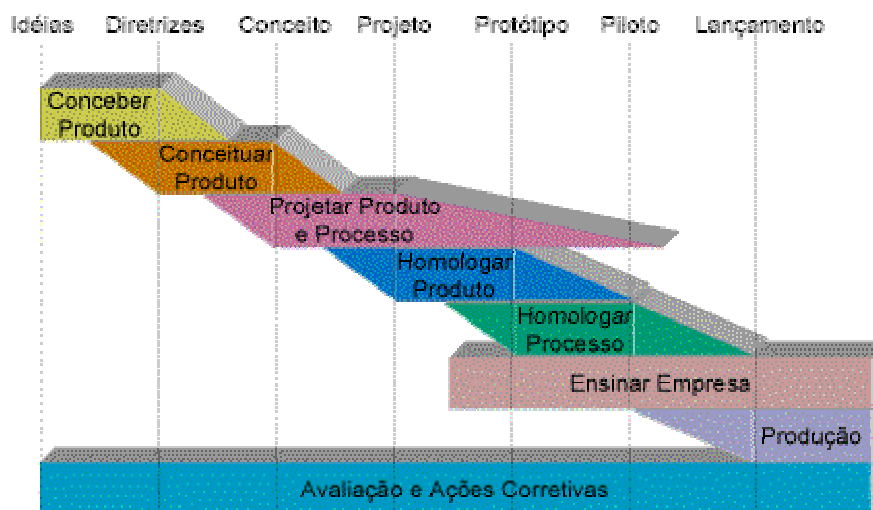 Idéias Diretrizes Conceito Projeto Protótipo Piloto Lançamento
Conceber
Produto
Conceituar
Produto
Projetar Produto
e Processo
Homologar
Produto
Homologar
Processo
Ensinar Empresa
Produção
Avaliação e Ações Corretivas